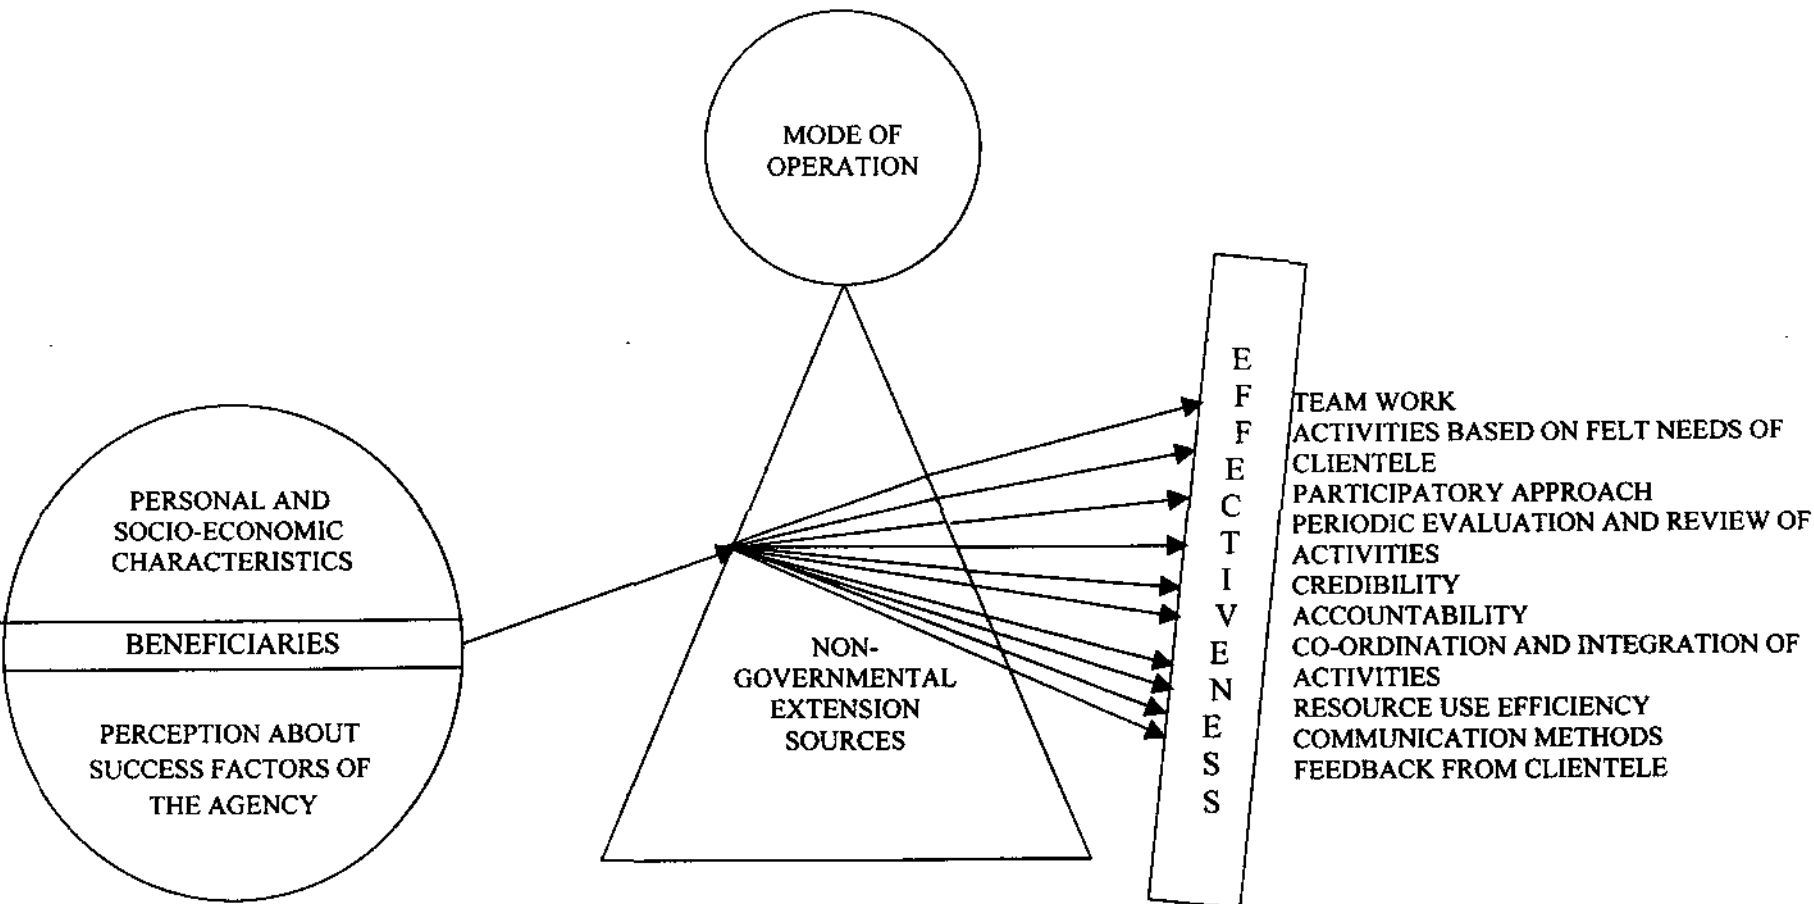 MODE OF
OPERATION
PERSONAL AND
SOCIO-ECONOMIC
CHARACTERISTICS
BENEFICIARIES
PERCEPTION ABOUT
SUCCESS FACTORS OF
THE AGENCY
NON-
GOVERNMENTAL
EXTENSION
SOURCES
EFFECTIVENESS
TEAM WORK
ACTIVITIES BASED ON FELT NEEDS OF
CLIENTELE
PARTICIPATORY APPROACH
PERIODIC EVALUATION AND REVIEW OF
ACTIVITIES
CREDIBILITY
ACCOUNTABILITY
CO-ORDINATION AND INTEGRATION OF
ACTIVITIES
RESOURCE USE EFFICIENCY
COMMUNICATION METHODS
FEEDBACK FROM CLIENTELE